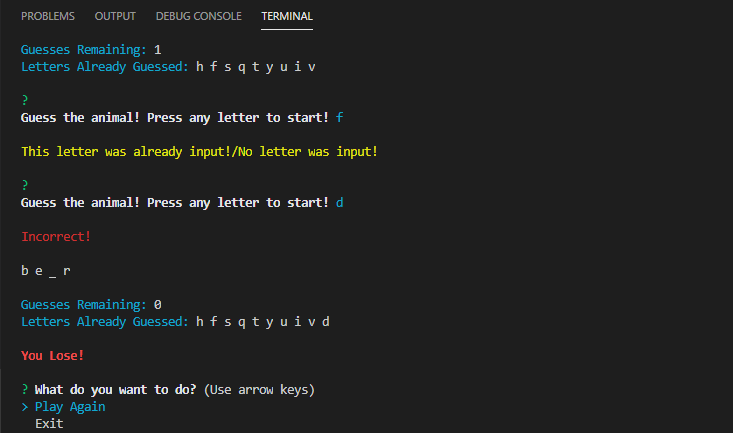 PROBLEMS OUTPUT DEBUG CONSOLE TERMINAL
Guesses Remaining: 1
Letters Already Guessed: h f s q t y u i v
?
Guess the animal! Press any letter to start! f
This letter was already input!/No letter was input!
?
Guess the animal! Press any letter to start! d
Incorrect!
b e _ r
Guesses Remaining: 0
Letters Already Guessed: h f s q t y u i v d
You Lose!
? What do you want to do? (Use arrow keys)
> Play Again
Exit